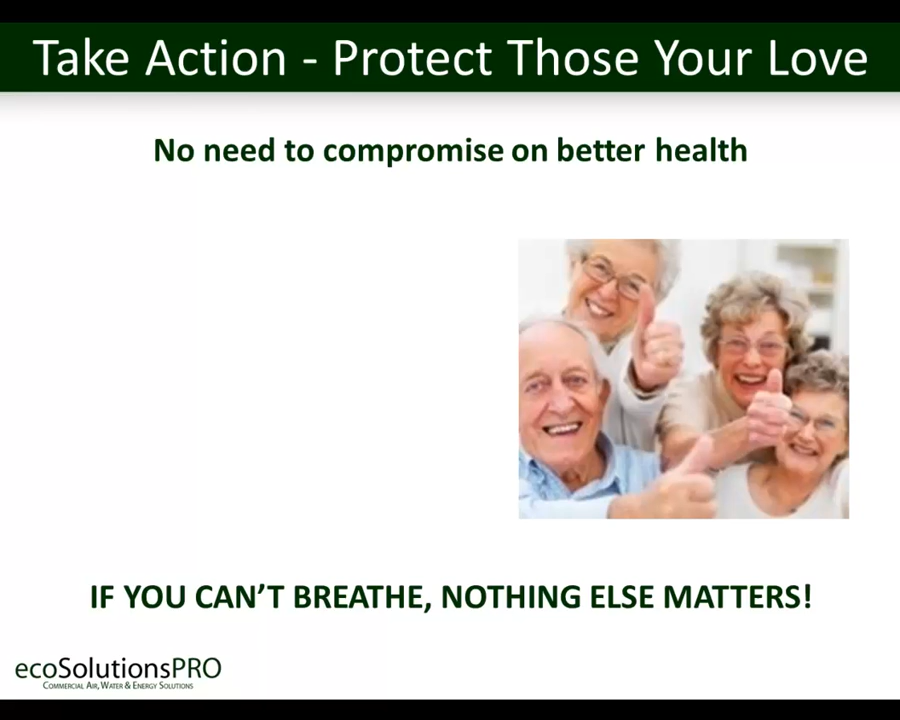 Take Action - Protect Those Your Love
No need to compromise on better health
IF YOU CAN'T BREATHE, NOTHING ELSE MATTERS!
ecoSolutionsPRO
COMMERCIAL AIR, WATER & ENERGY SOLUTIONS